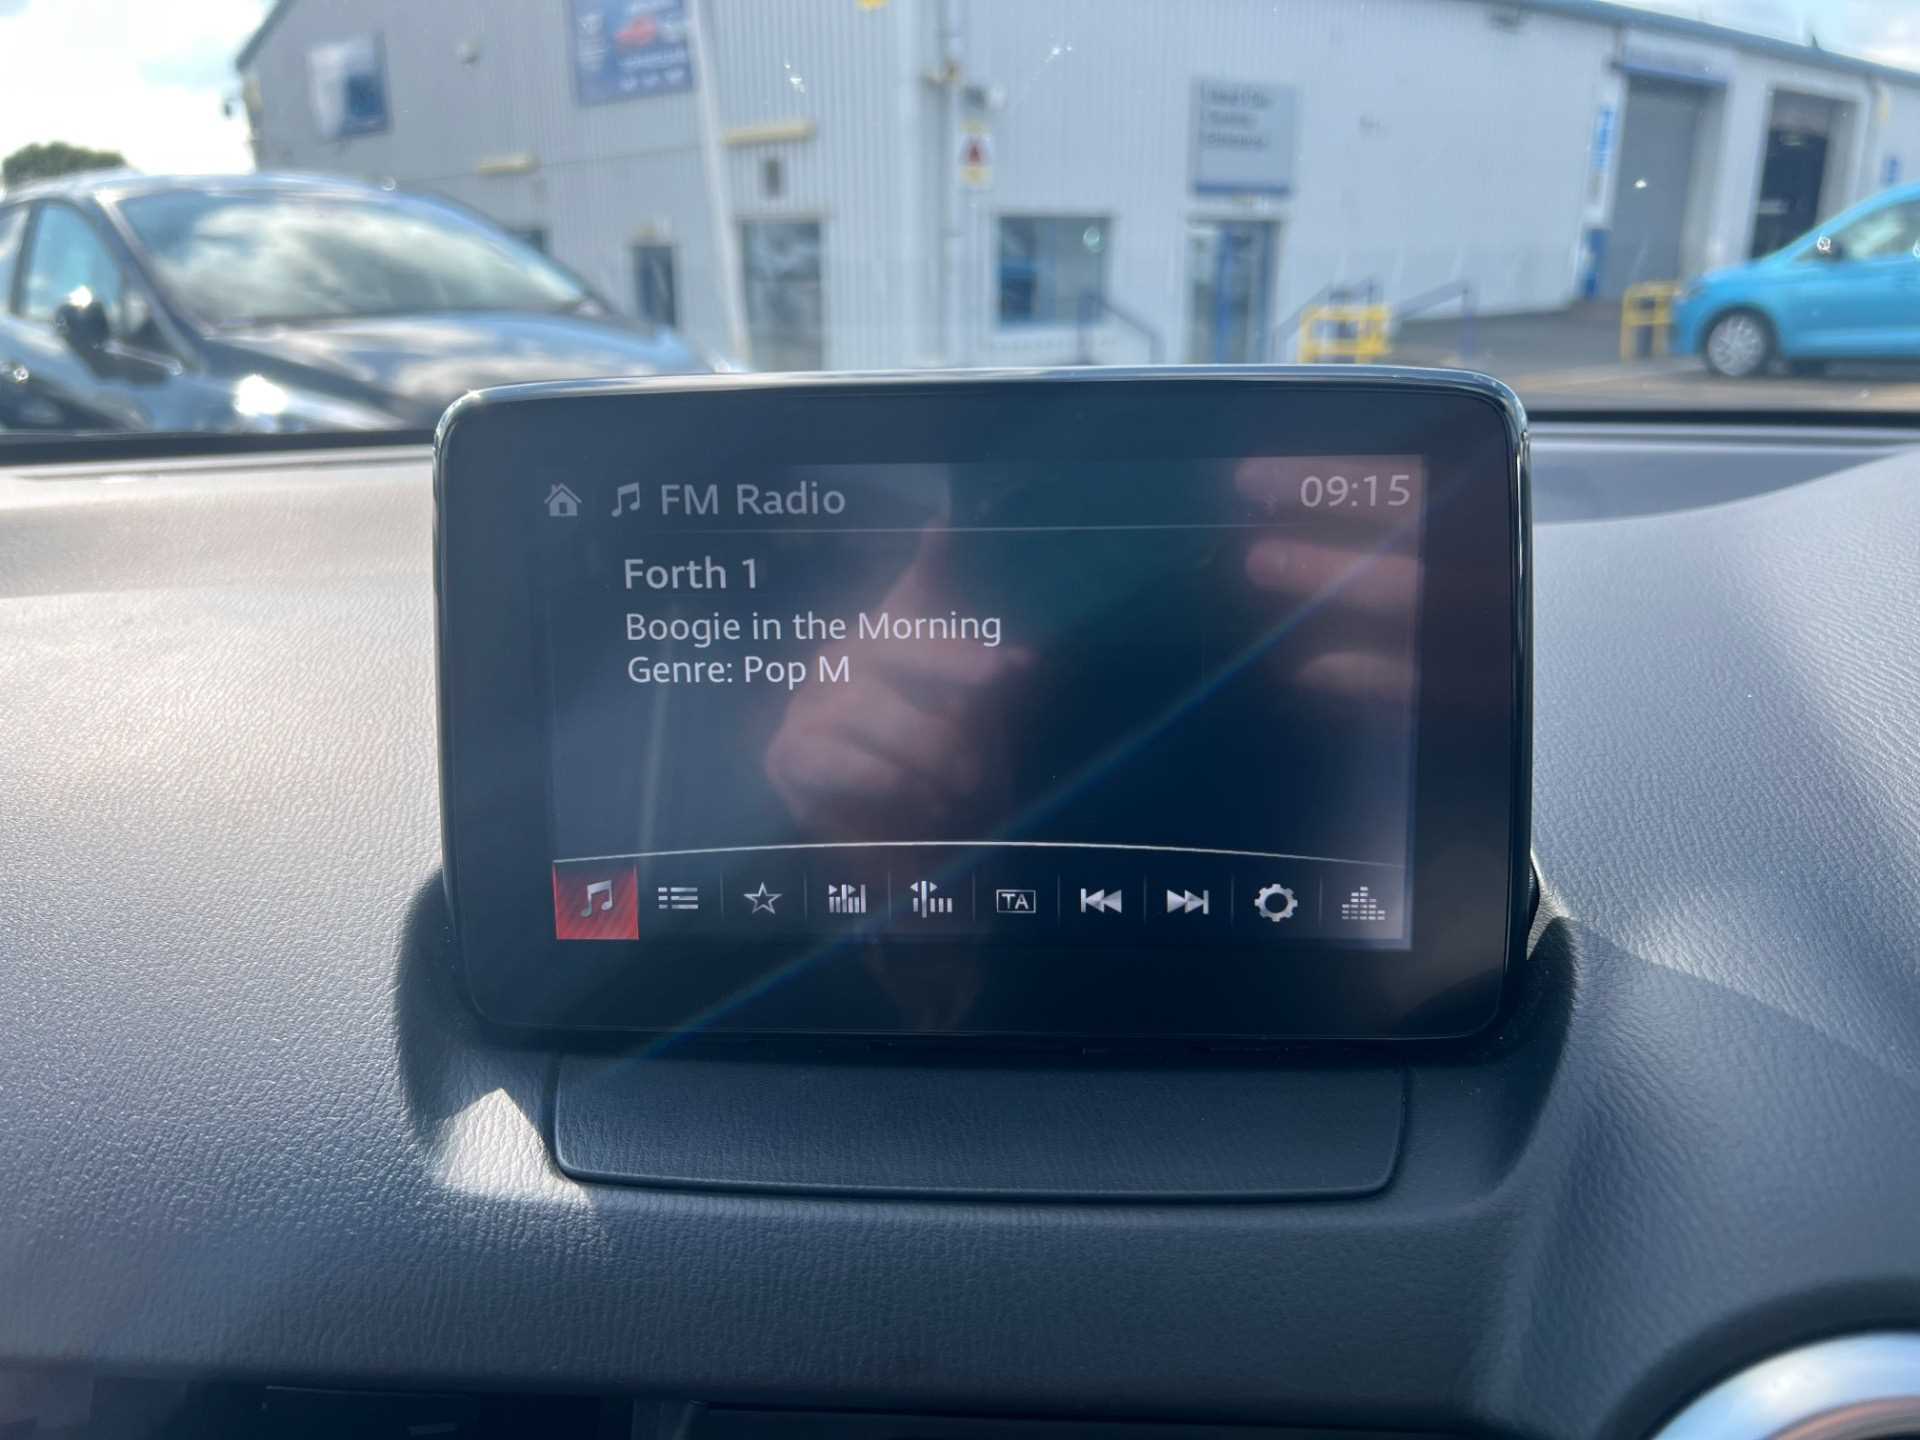 FM Radio
09:15
Forth 1
Boogie in the Morning
Genre: Pop M
TA